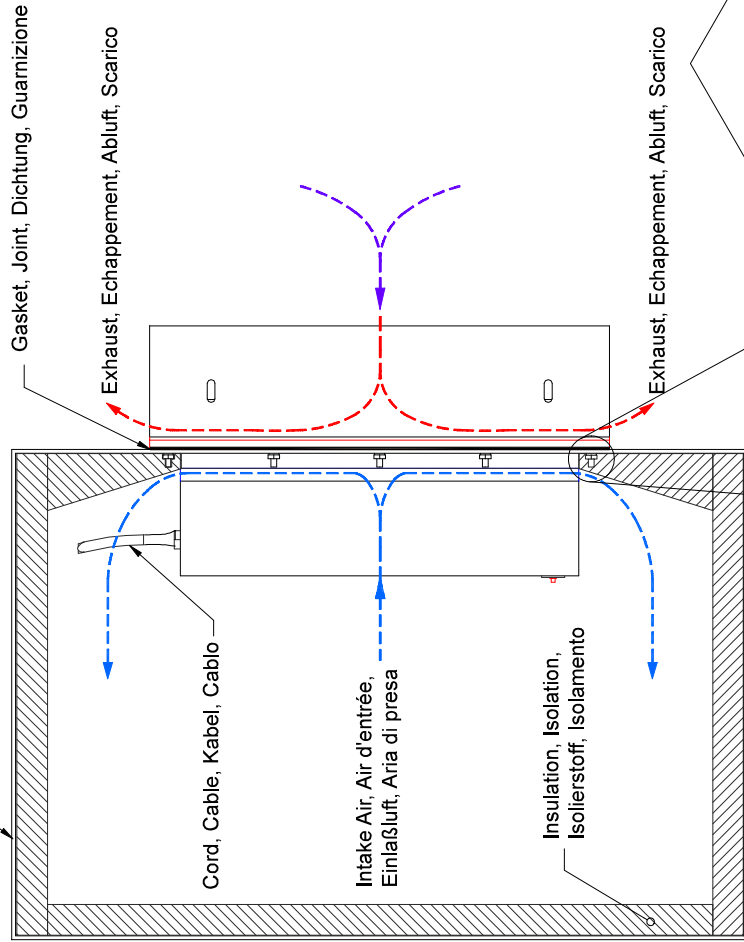 Gasket, Joint, Dichtung, Guarnizione
Exhaust, Echappement, Abluft, Scarico
Cord, Cable, Kabel, Cablo
Intake Air, Air d'entrée,
Einlaßluft, Aria di presa
Insulation, Isolation,
Isolierstoff, Isolamento
Exhaust, Echappement, Abluft, Scarico